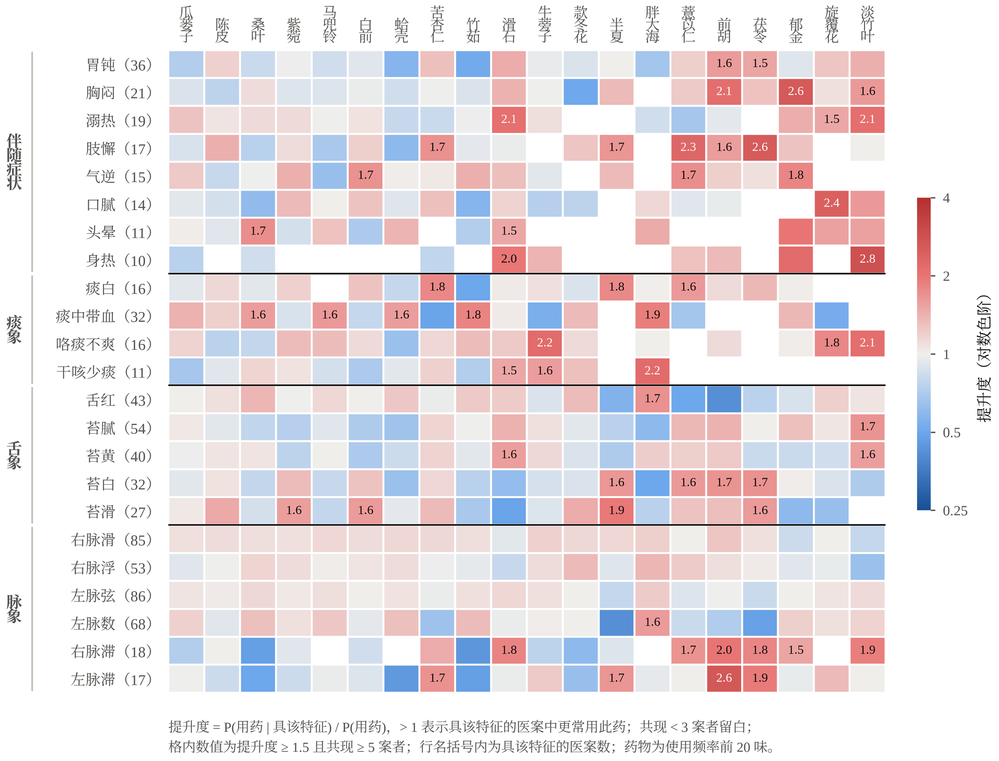 瓜蒌子 陈皮 桑叶 紫菀 马兜铃 白前 蛤壳 苦杏仁 竹茹 滑石 牛蒡子 款冬花 半夏 胖大海 薏苡仁 前胡 茯苓 郁金 旋覆花 淡竹叶
伴随症状
胃钝（36） 1.6 1.5
胸闷（21） 2.1 2.6 1.6
溺热（19） 2.1 1.5 2.1
肢懈（17） 1.7 1.7 2.3 1.6 2.6
气逆（15） 1.7 1.7 1.8
口腻（14） 2.4
头晕（11） 1.7 1.5
身热（10） 2.0 2.8
痰象
痰白（16） 1.8 1.8 1.6
痰中带血（32） 1.6 1.6 1.6 1.8 1.9
咯痰不爽（16） 2.2 1.8 2.1
干咳少痰（11） 1.5 1.6 2.2
舌象
舌红（43） 1.7
苔腻（54） 1.7
苔黄（40） 1.6 1.6
苔白（32） 1.6 1.6 1.7 1.7
苔滑（27） 1.6 1.6 1.9 1.6
脉象
右脉滑（85）
右脉浮（53）
左脉弦（86）
左脉数（68） 1.6
右脉滞（18） 1.8 1.7 2.0 1.8 1.5 1.9
左脉滞（17） 1.7 1.7 2.6 1.9
4
2
1
0.5
0.25
提升度（对数色阶）
提升度 = P(用药 | 具该特征) / P(用药)，> 1 表示具该特征的医案中更常用此药；共现 < 3 案者留白；
格内数值为提升度 ≥ 1.5 且共现 ≥ 5 案者；行名括号内为具该特征的医案数；药物为使用频率前 20 味。